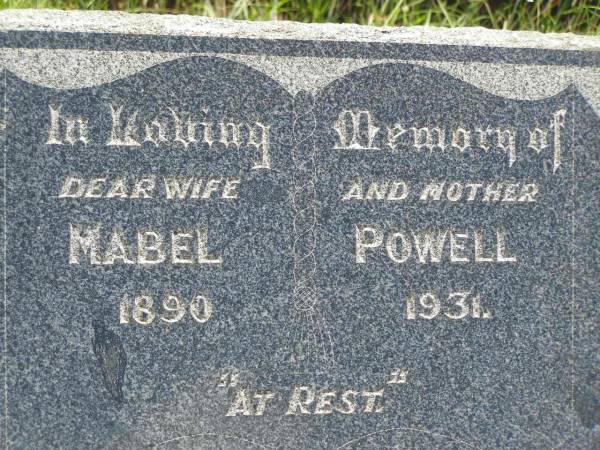 In Loving Memory of
DEAR WIFE AND MOTHER
MABEL POWELL
1890 1931.
"AT REST."